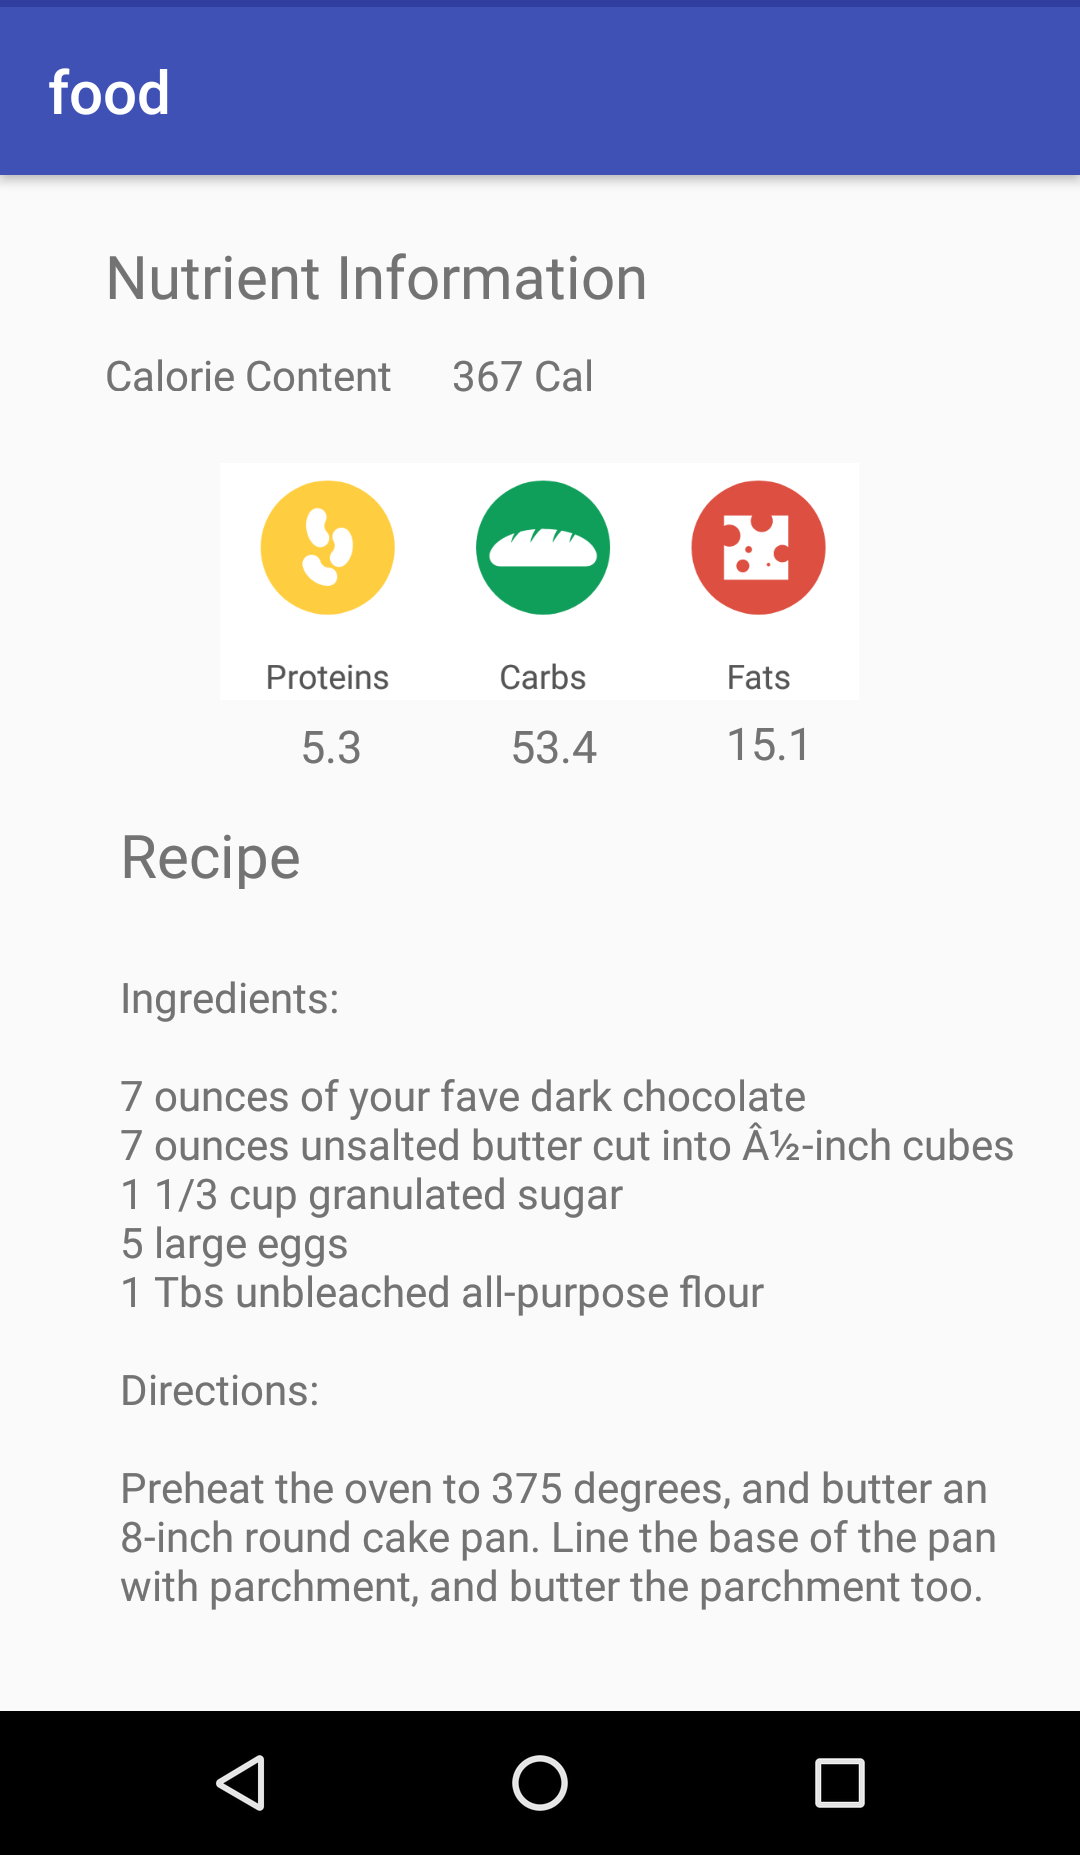 food
Nutrient Information
Calorie Content 367 Cal
Proteins Carbs Fats
5.3 53.4 15.1
Recipe
Ingredients:
7 ounces of your fave dark chocolate
7 ounces unsalted butter cut into Â½-inch cubes
1 1/3 cup granulated sugar
5 large eggs
1 Tbs unbleached all-purpose flour
Directions:
Preheat the oven to 375 degrees, and butter an
8-inch round cake pan. Line the base of the pan
with parchment, and butter the parchment too.